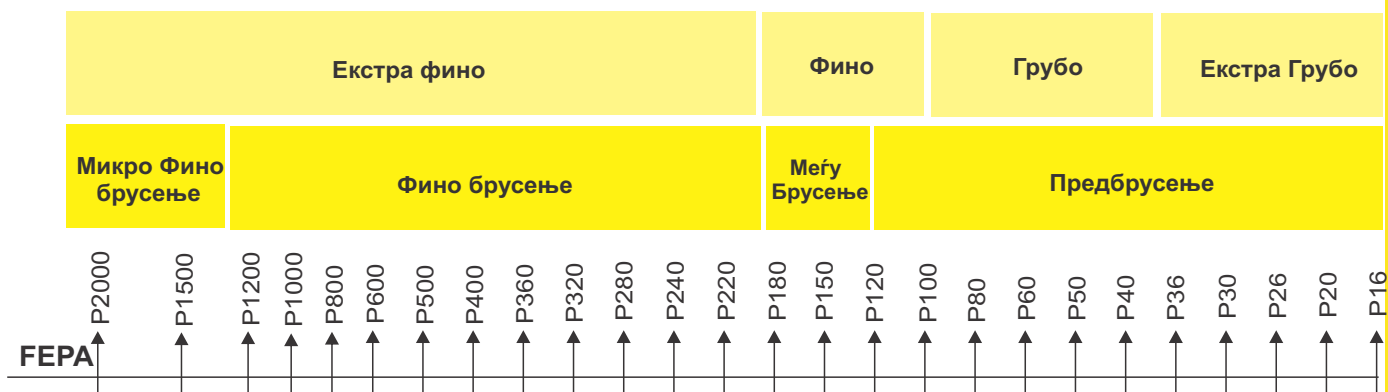 Екстра фино
Фино
Грубо
Екстра Грубо
Микро Фино
брусење
Фино брусење
Меѓу
Брусење
Предбрусење
P2000
P1500
P1200
P1000
P800
P600
P500
P400
P360
P320
P280
P240
P220
P180
P150
P120
P100
P80
P60
P50
P40
P36
P30
P26
P20
P16
FEPA